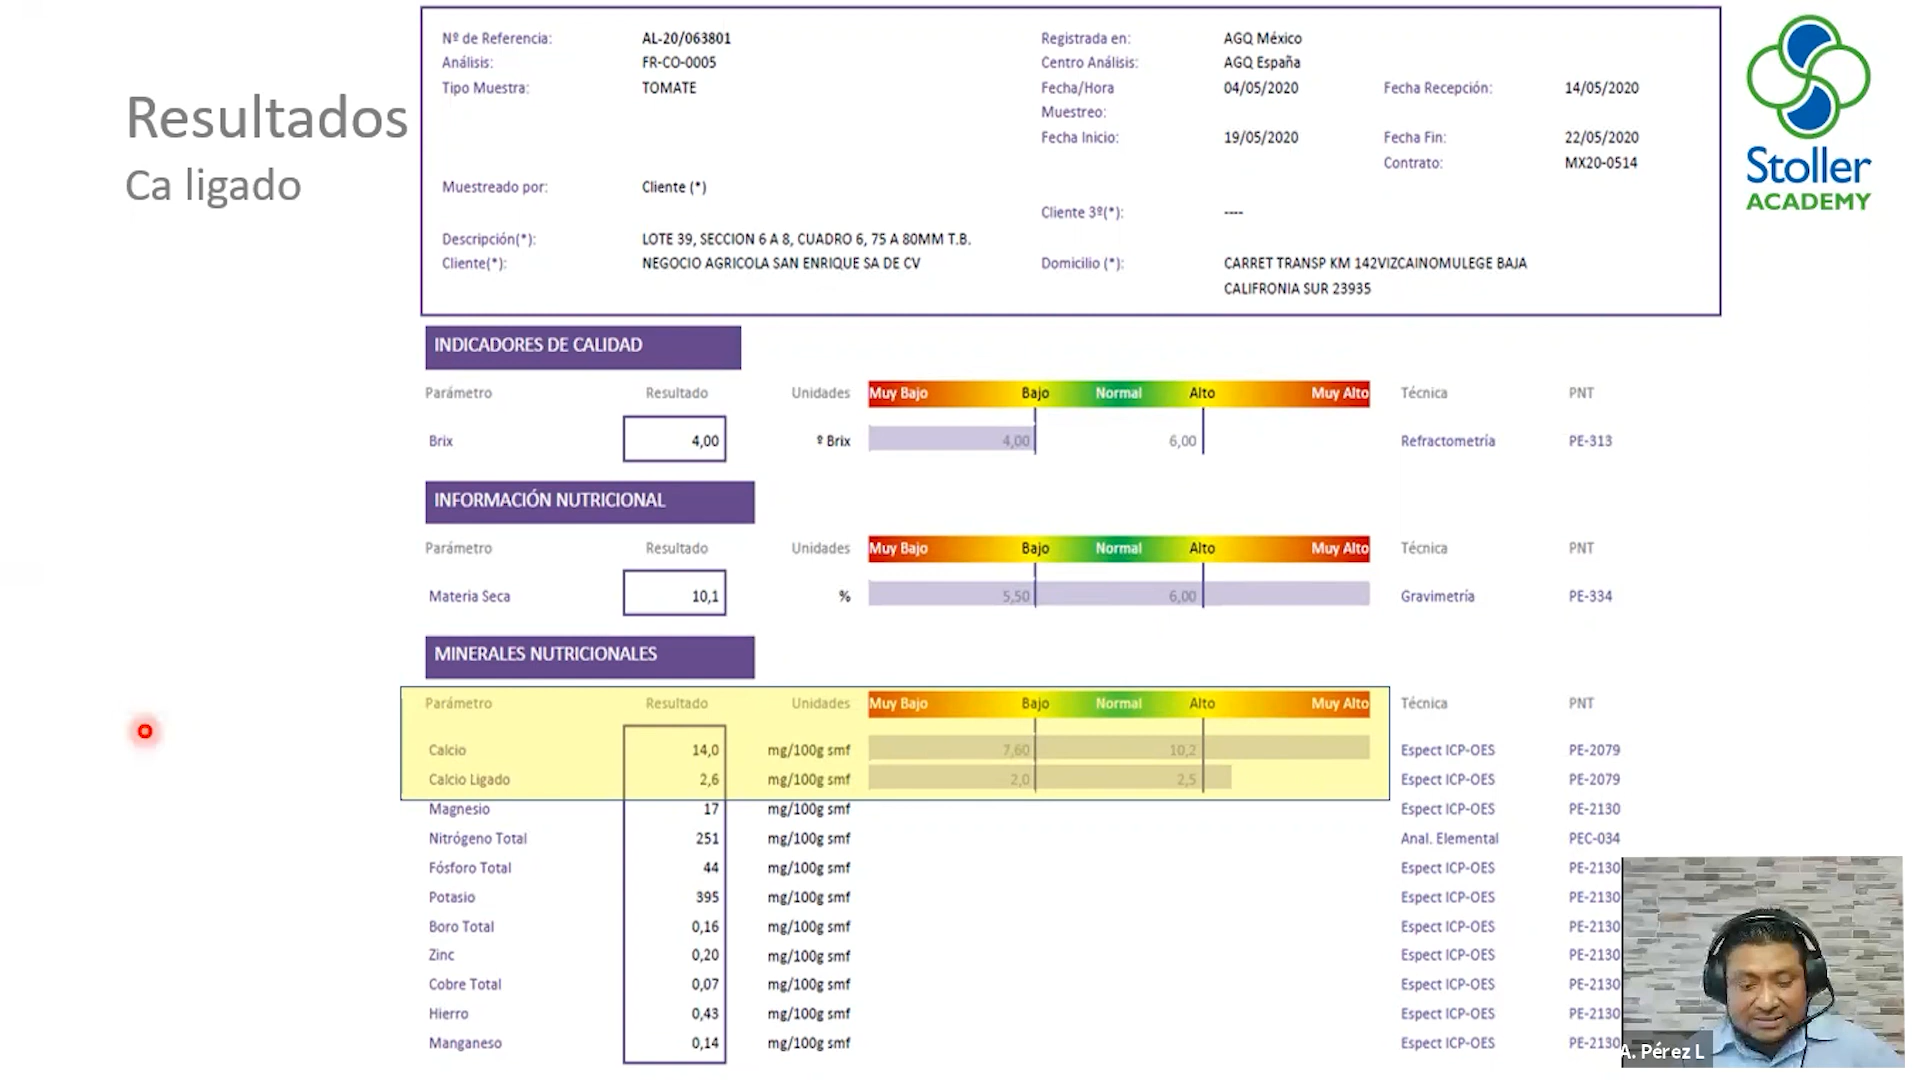 Resultados
Ca ligado
Nº de Referencia: AL-20/063801 Registrada en: AGQ México
Análisis: FR-CO-0005 Centro Análisis: AGQ España
Tipo Muestra: TOMATE Fecha/Hora 04/05/2020 Fecha Recepción: 14/05/2020
Muestreo:
Fecha Inicio: 19/05/2020 Fecha Fin: 22/05/2020
Contrato: MX20-0514
Muestreado por: Cliente (*)
Cliente 3º(*): ----
Descripción(*): LOTE 39, SECCION 6 A 8, CUADRO 6, 75 A 80MM T.B.
Cliente(*): NEGOCIO AGRICOLA SAN ENRIQUE SA DE CV Domicilio (*): CARRET TRANSP KM 142VIZCAINOMULEGE BAJA
CALIFRONIA SUR 23935
Stoller
ACADEMY
INDICADORES DE CALIDAD
Parámetro Resultado Unidades Muy Bajo Bajo Normal Alto Muy Alto Técnica PNT
Brix 4,00 º Brix 4,00 6,00 Refractometría PE-313
INFORMACIÓN NUTRICIONAL
Parámetro Resultado Unidades Muy Bajo Bajo Normal Alto Muy Alto Técnica PNT
Materia Seca 10,1 % 5,50 6,00 Gravimetría PE-334
MINERALES NUTRICIONALES
Parámetro Resultado Unidades Muy Bajo Bajo Normal Alto Muy Alto Técnica PNT
Calcio 14,0 mg/100g smf 7,60 10,2 Espect ICP-OES PE-2079
Calcio Ligado 2,6 mg/100g smf 2,0 2,5 Espect ICP-OES PE-2079
Magnesio 17 mg/100g smf Espect ICP-OES PE-2130
Nitrógeno Total 251 mg/100g smf Anal. Elemental PEC-034
Fósforo Total 44 mg/100g smf Espect ICP-OES PE-2130
Potasio 395 mg/100g smf Espect ICP-OES PE-2130
Boro Total 0,16 mg/100g smf Espect ICP-OES PE-2130
Zinc 0,20 mg/100g smf Espect ICP-OES PE-2130
Cobre Total 0,07 mg/100g smf Espect ICP-OES PE-2130
Hierro 0,43 mg/100g smf Espect ICP-OES PE-2130
Manganeso 0,14 mg/100g smf Espect ICP-OES PE-2130
A. Pérez L